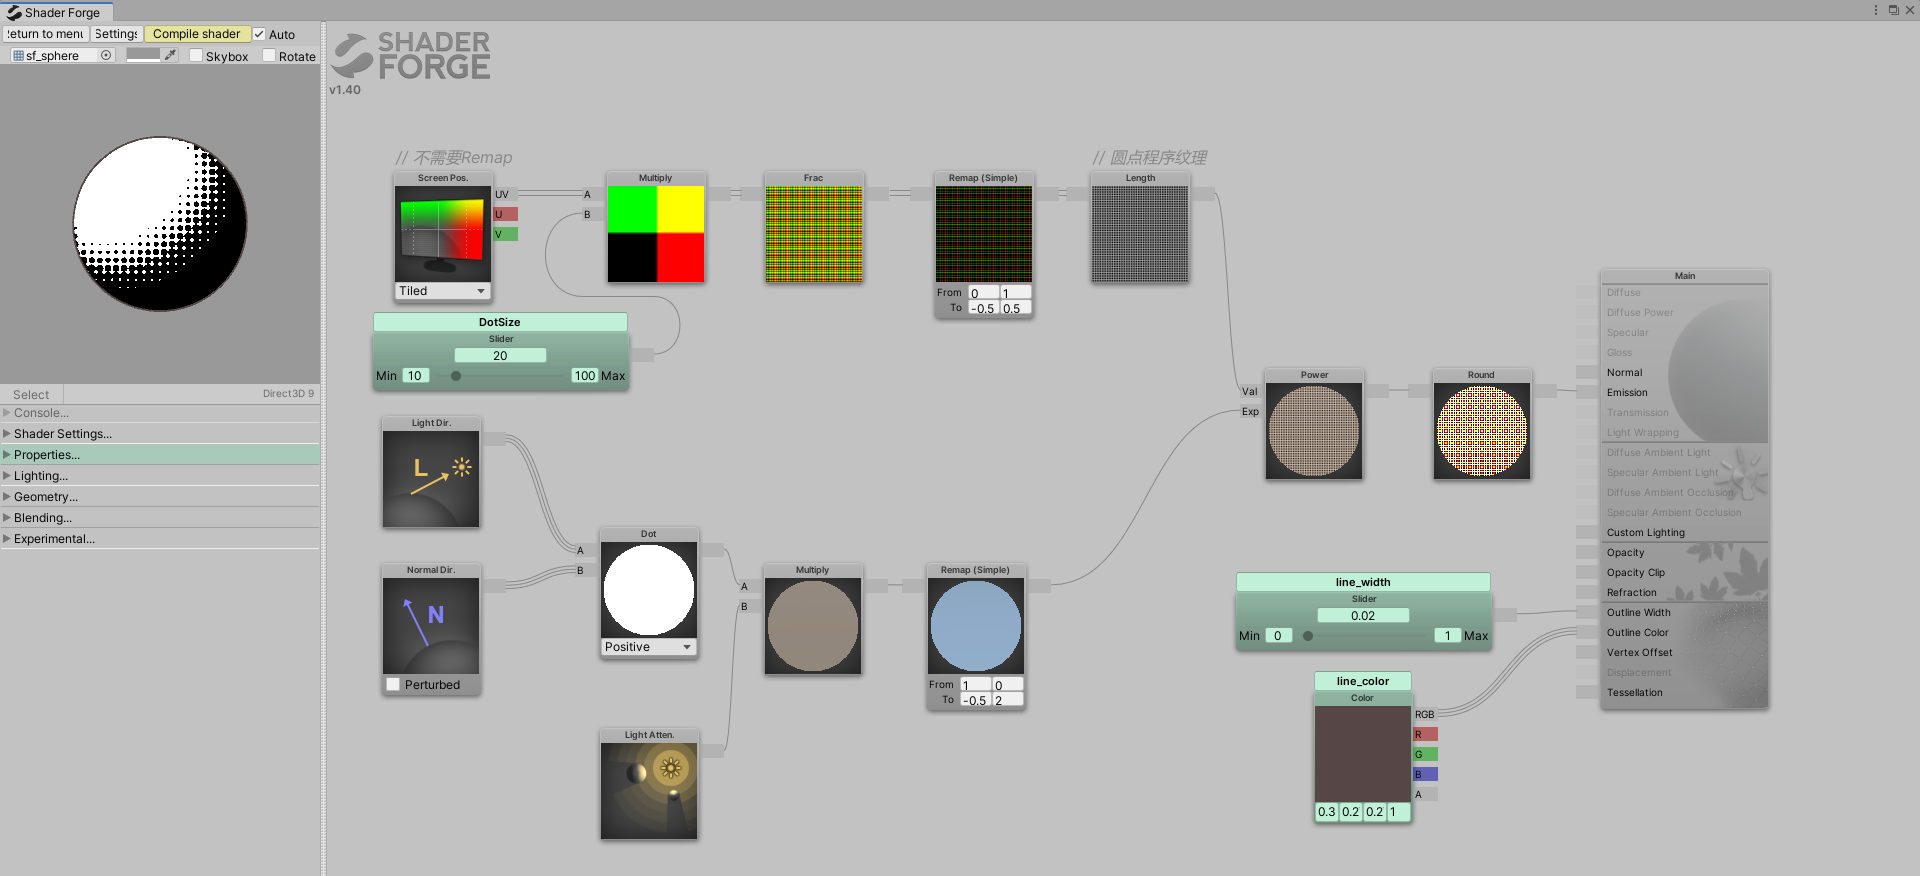 Shader Forge
eturn to menu Settings Compile shader Auto
sf_sphere Skybox Rotate
SHADER
FORGE
v1.40
Select Direct3D 9
Console...
Shader Settings...
Properties...
Lighting...
Geometry...
Blending...
Experimental...
// 不需要Remap
Screen Pos.
UV
U
V
Tiled
DotSize
Slider
20
Min 10 100 Max
Multiply
A
B
Frac
Remap (Simple)
From 0 1
To -0.5 0.5
// 圆点程序纹理
Length
Light Dir.
L
Normal Dir.
N
Perturbed
Dot
A
B
Positive
Light Atten.
Multiply
A
B
Remap (Simple)
From 1 0
To -0.5 2
Power
Val
Exp
Round
line_width
Slider
0.02
Min 0 1 Max
line_color
Color
RGB
R
G
B
A
0.3 0.2 0.2 1
Main
Diffuse
Diffuse Power
Specular
Gloss
Normal
Emission
Transmission
Light Wrapping
Diffuse Ambient Light
Specular Ambient Light
Diffuse Ambient Occlusion
Specular Ambient Occlusion
Custom Lighting
Opacity
Opacity Clip
Refraction
Outline Width
Outline Color
Vertex Offset
Displacement
Tessellation